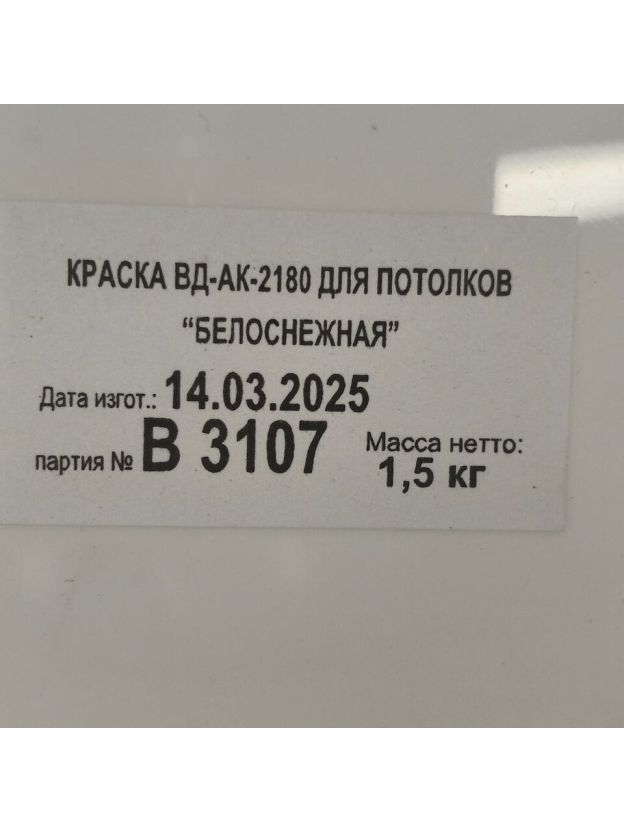 КРАСКА ВД-АК-2180 ДЛЯ ПОТОЛКОВ
“БЕЛОСНЕЖНАЯ”
Дата изгот.: 14.03.2025
партия № В 3107 Масса нетто:
1,5 кг